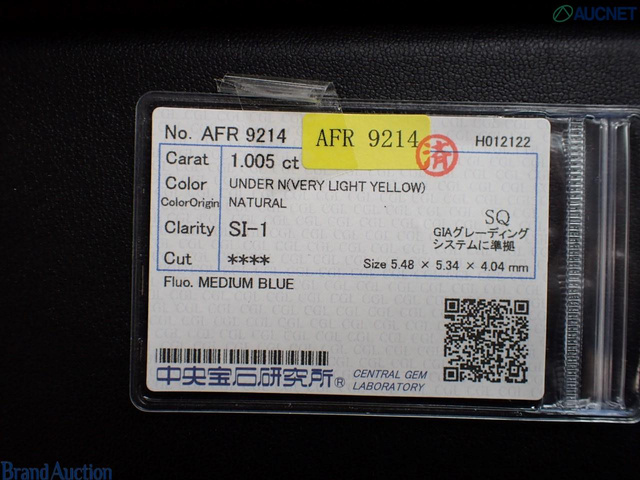 AUCNET
No. AFR 9214
AFR 9214
済
H012122
Carat 1.005 ct
Color UNDER N(VERY LIGHT YELLOW)
ColorOrigin NATURAL
Clarity SI-1
SQ
GIAグレーディング
システムに準拠
Cut ****
Size 5.48 × 5.34 × 4.04 mm
Fluo. MEDIUM BLUE
中央宝石研究所®
CENTRAL GEM
LABORATORY
Brand Auction